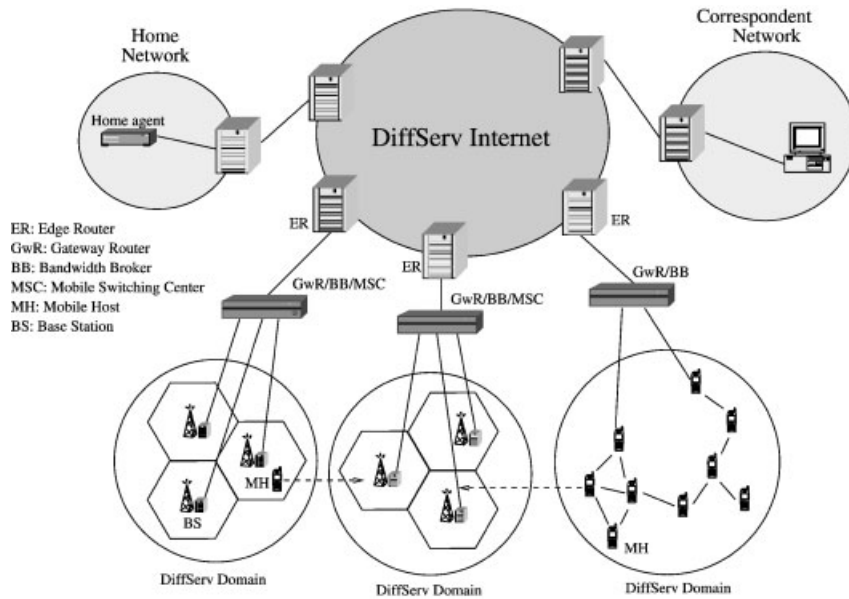 Home
Network
Correspondent
Network
Home agent
DiffServ Internet
ER: Edge Router
GwR: Gateway Router
BB: Bandwidth Broker
MSC: Mobile Switching Center
MH: Mobile Host
BS: Base Station
ER
ER
ER
GwR/BB/MSC
GwR/BB/MSC
GwR/BB
MH
BS
MH
DiffServ Domain
DiffServ Domain
DiffServ Domain